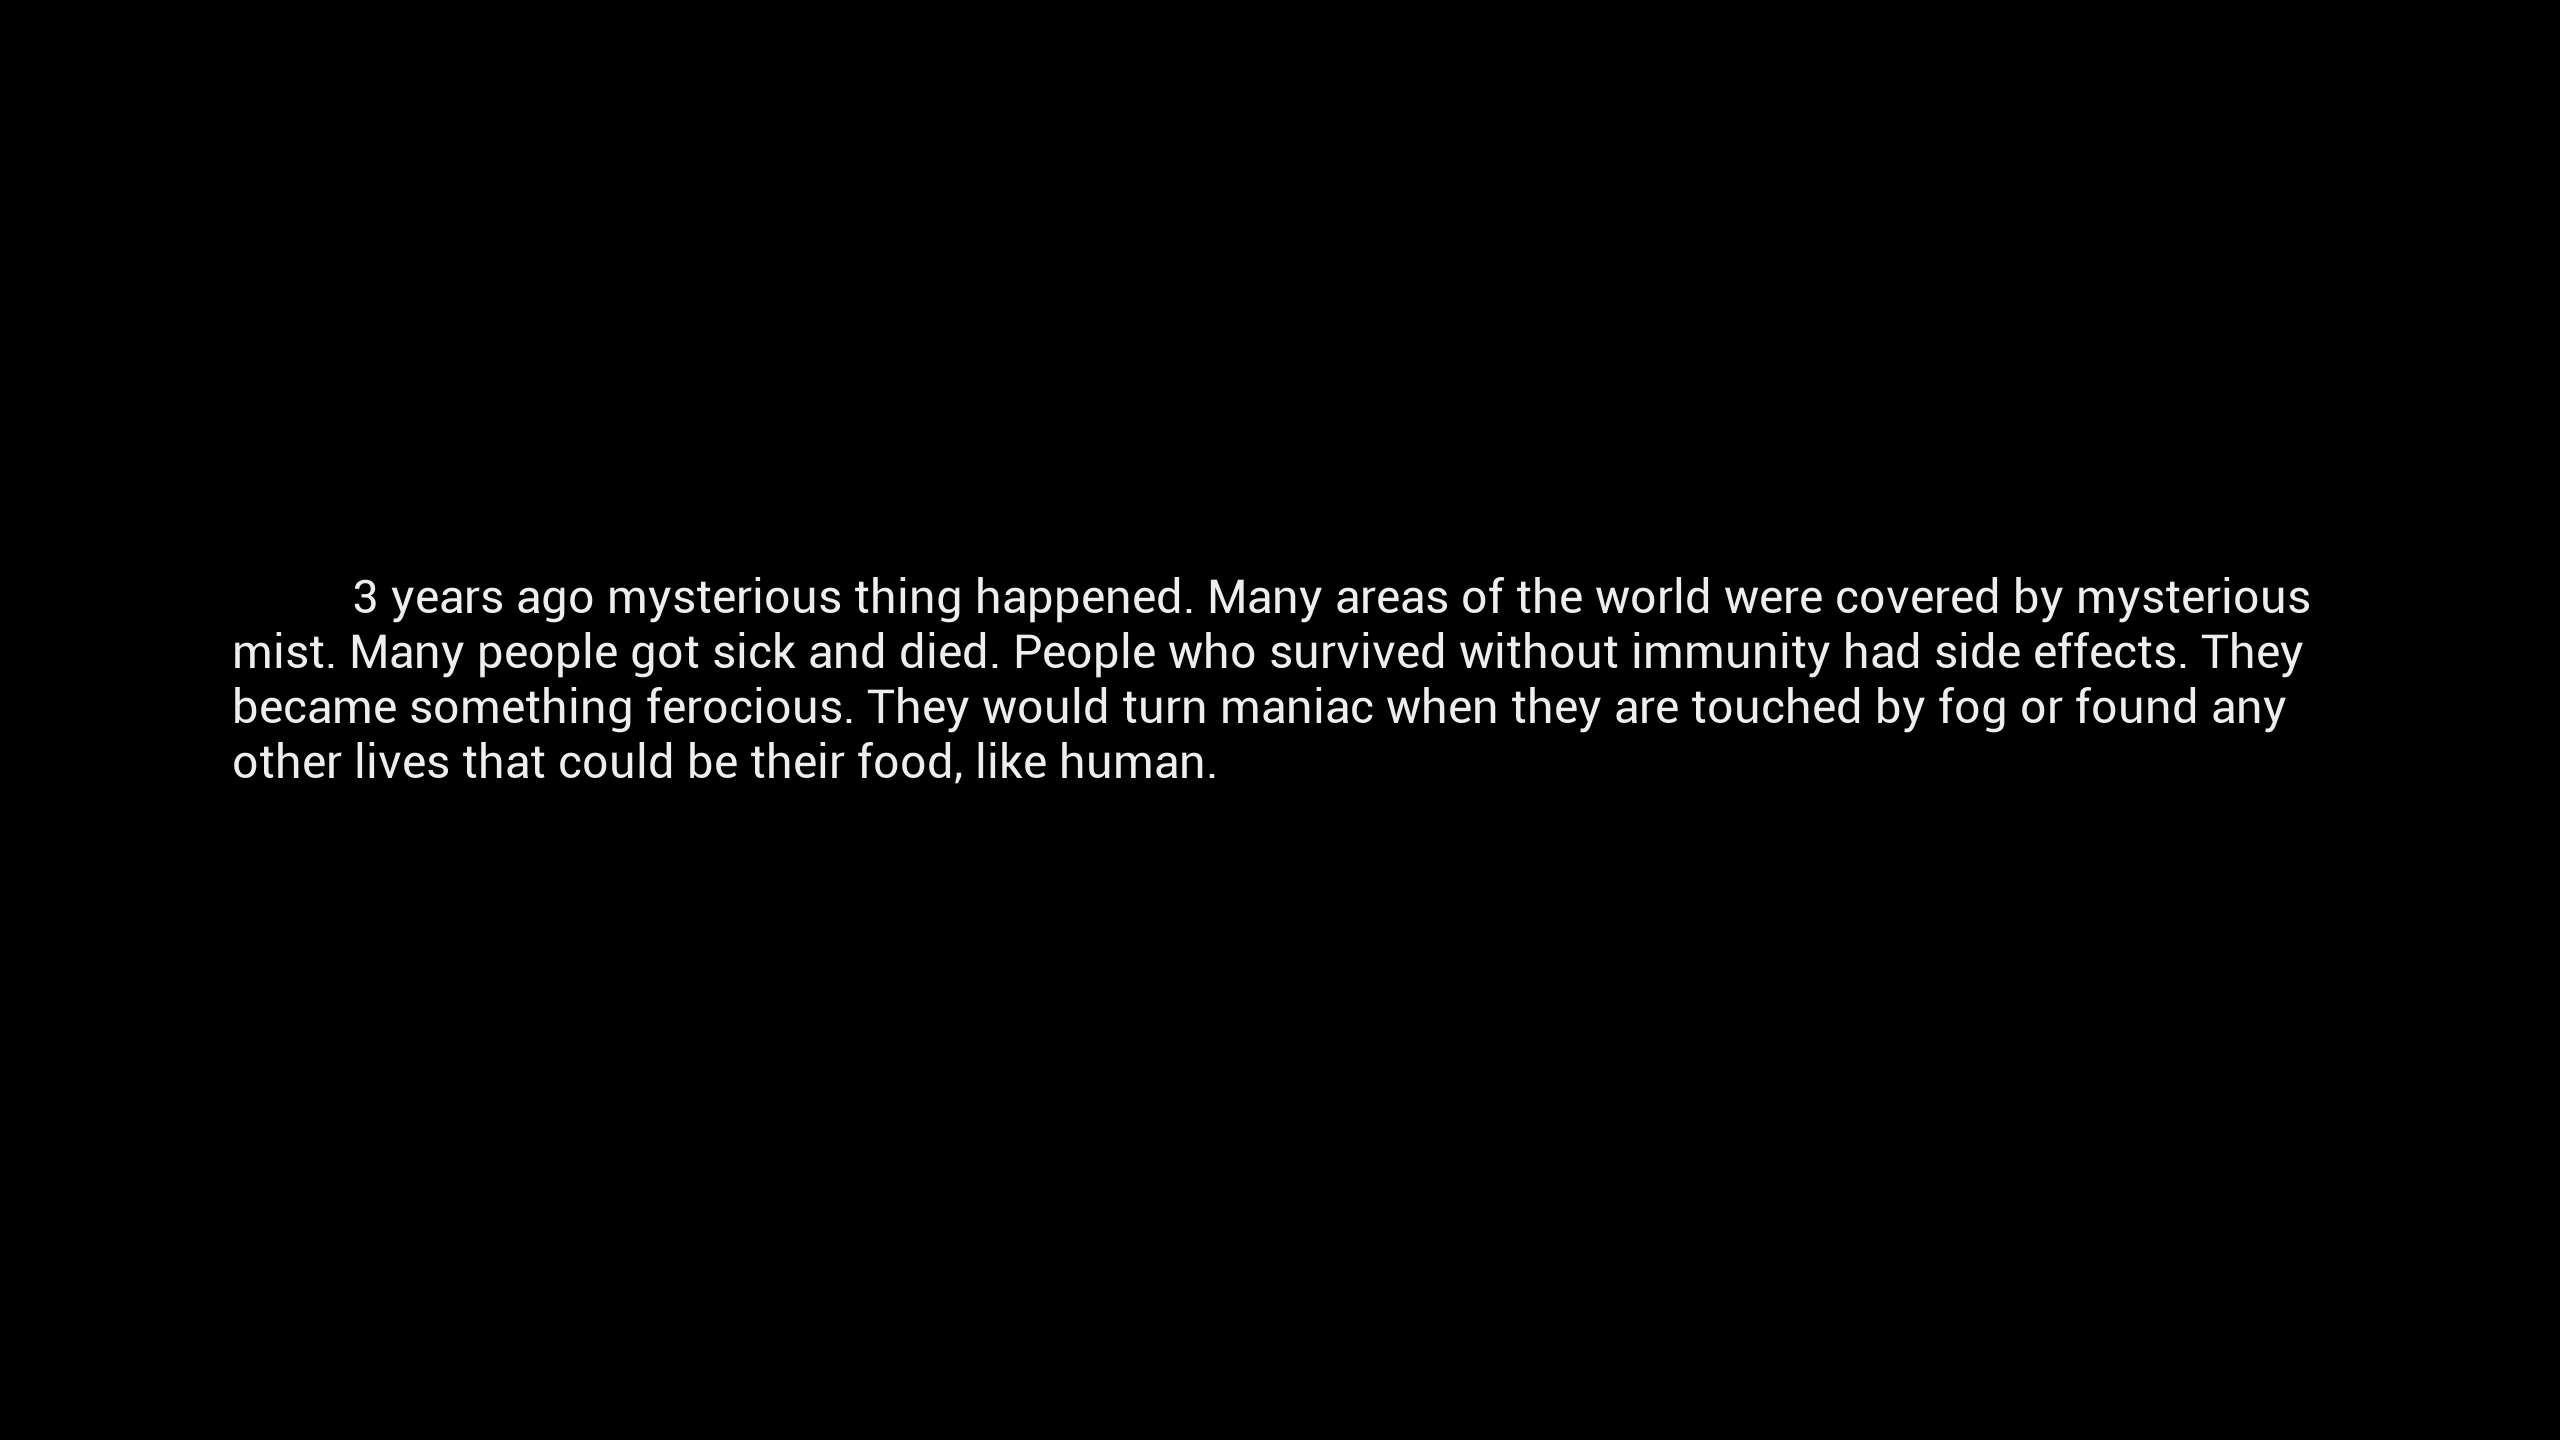 3 years ago mysterious thing happened. Many areas of the world were covered by mysterious
mist. Many people got sick and died. People who survived without immunity had side effects. They
became something ferocious. They would turn maniac when they are touched by fog or found any
other lives that could be their food, like human.